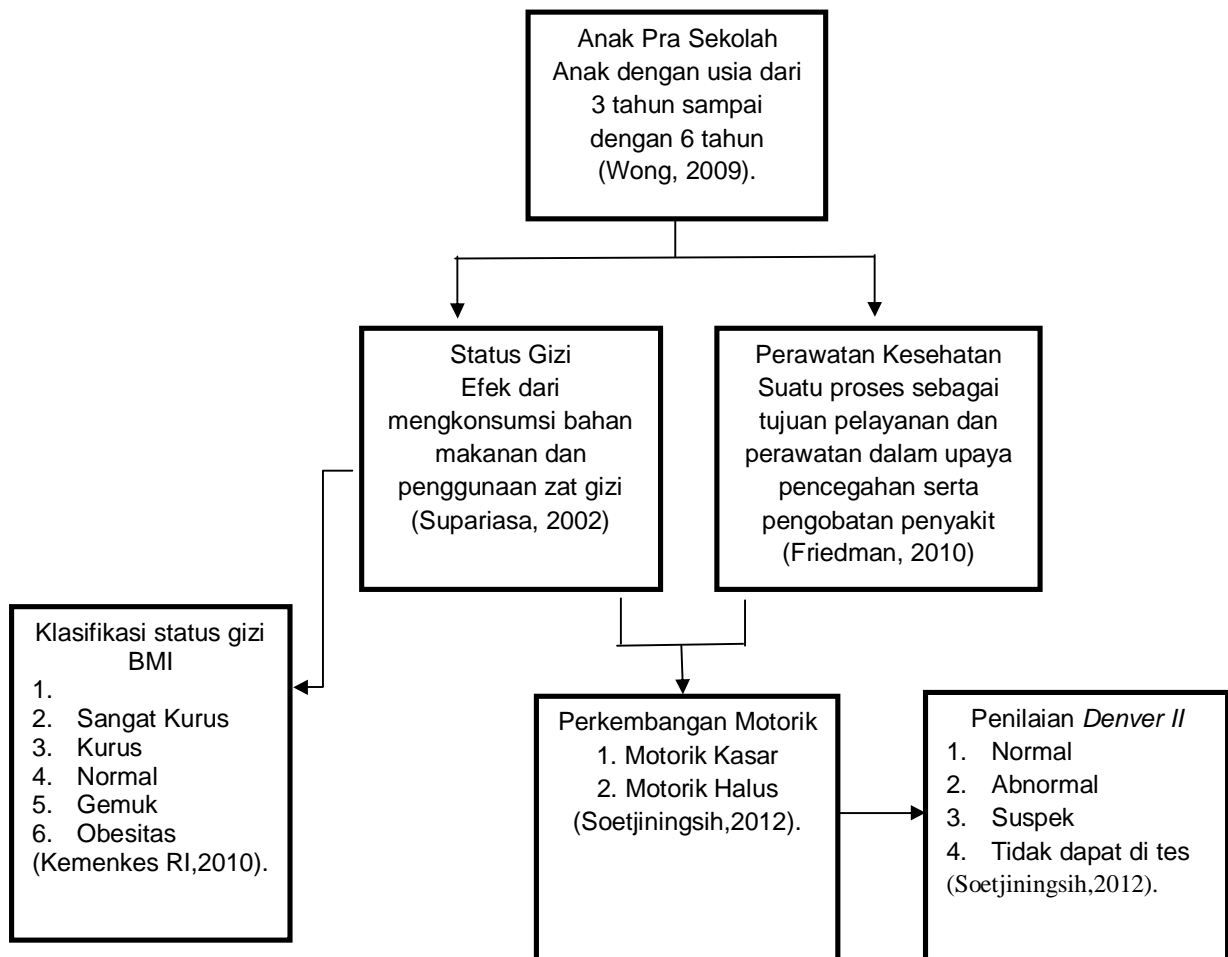 Anak Pra Sekolah
Anak dengan usia dari
3 tahun sampai
dengan 6 tahun
(Wong, 2009).
Status Gizi
Efek dari
mengkonsumsi bahan
makanan dan
penggunaan zat gizi
(Supariasa, 2002)
Perawatan Kesehatan
Suatu proses sebagai
tujuan pelayanan dan
perawatan dalam upaya
pencegahan serta
pengobatan penyakit
(Friedman, 2010)
Klasifikasi status gizi
BMI
1.
2. Sangat Kurus
3. Kurus
4. Normal
5. Gemuk
6. Obesitas
(Kemenkes RI,2010).
Perkembangan Motorik
1. Motorik Kasar
2. Motorik Halus
(Soetjiningsih,2012).
Penilaian Denver II
1. Normal
2. Abnormal
3. Suspek
4. Tidak dapat di tes
(Soetjiningsih,2012).